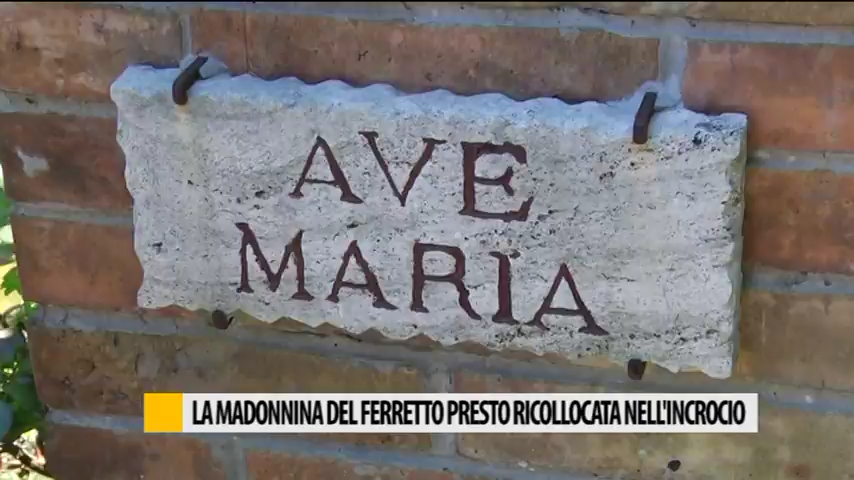 AVE
MARIA
LA MADONNINA DEL FERRETTO PRESTO RICOLLOCATA NELL'INCROCIO